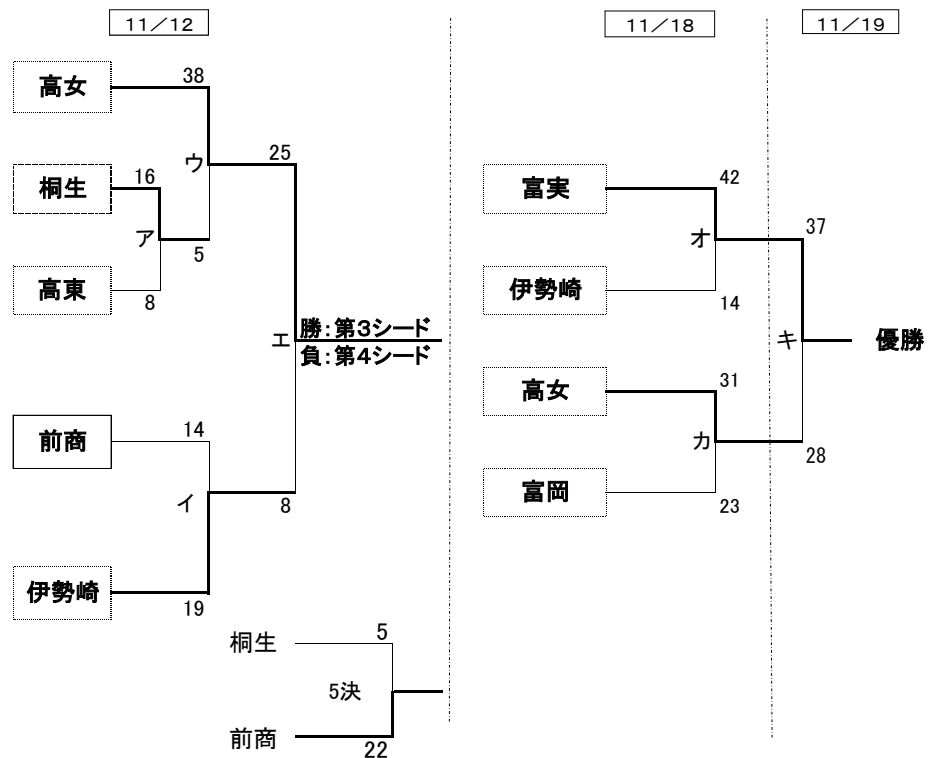 11／12
11／18
11／19
高女
38
ウ
25
桐生
16
ア
5
高東
8
エ
勝：第3シード
負：第4シード
前商
14
イ
8
伊勢崎
19
桐生
5
5決
前商
22
富実
42
オ
37
伊勢崎
14
キ
優勝
高女
31
カ
28
富岡
23